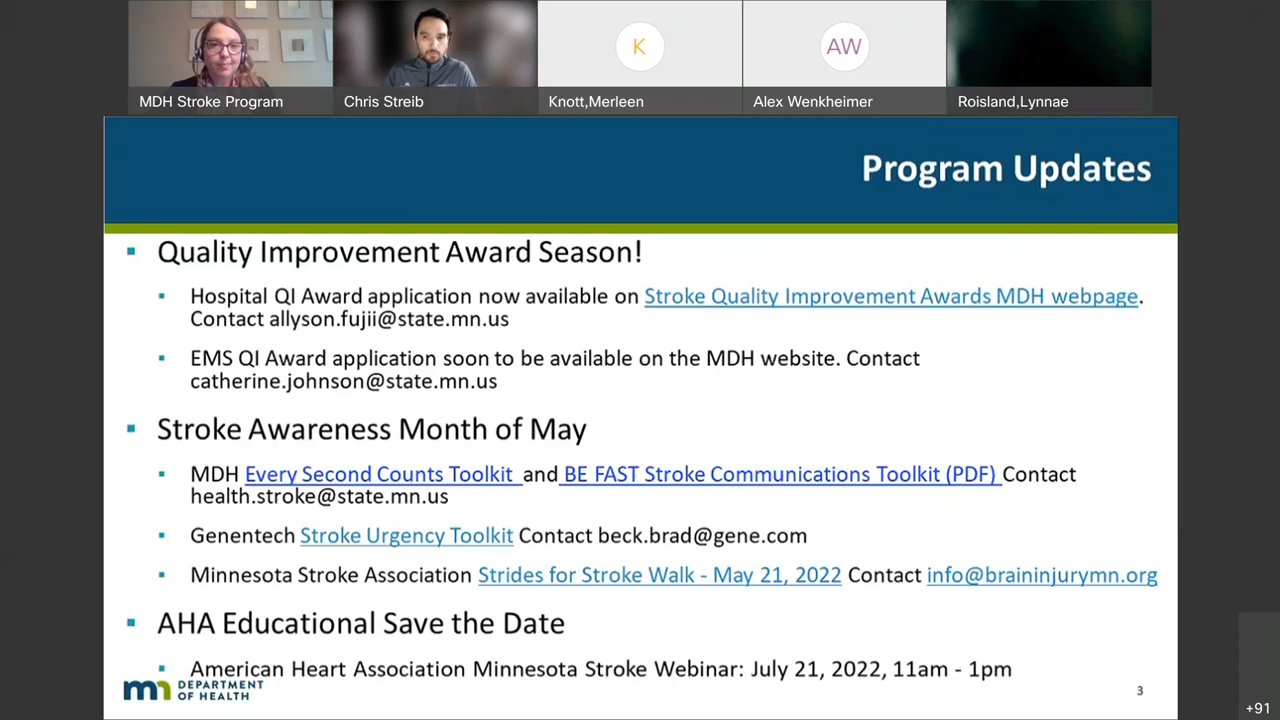 K
AW
MDH Stroke Program
Chris Streib
Knott,Merleen
Alex Wenkheimer
Roisland,Lynnae
Program Updates
Quality Improvement Award Season!
Hospital QI Award application now available on Stroke Quality Improvement Awards MDH webpage.
Contact allyson.fujii@state.mn.us
EMS QI Award application soon to be available on the MDH website. Contact
catherine.johnson@state.mn.us
Stroke Awareness Month of May
MDH Every Second Counts Toolkit and BE FAST Stroke Communications Toolkit (PDF) Contact
health.stroke@state.mn.us
Genentech Stroke Urgency Toolkit Contact beck.brad@gene.com
Minnesota Stroke Association Strides for Stroke Walk - May 21, 2022 Contact info@braininjurymn.org
AHA Educational Save the Date
American Heart Association Minnesota Stroke Webinar: July 21, 2022, 11am - 1pm
mn DEPARTMENT
OF HEALTH
3
+91